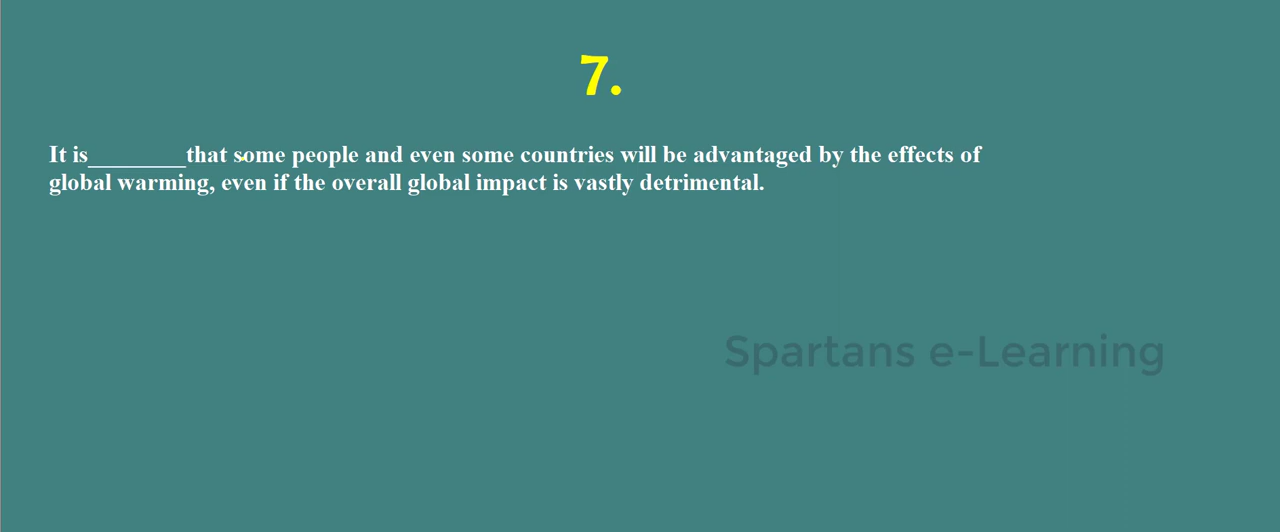 7.
It is________that some people and even some countries will be advantaged by the effects of
global warming, even if the overall global impact is vastly detrimental.
Spartans e-Learning